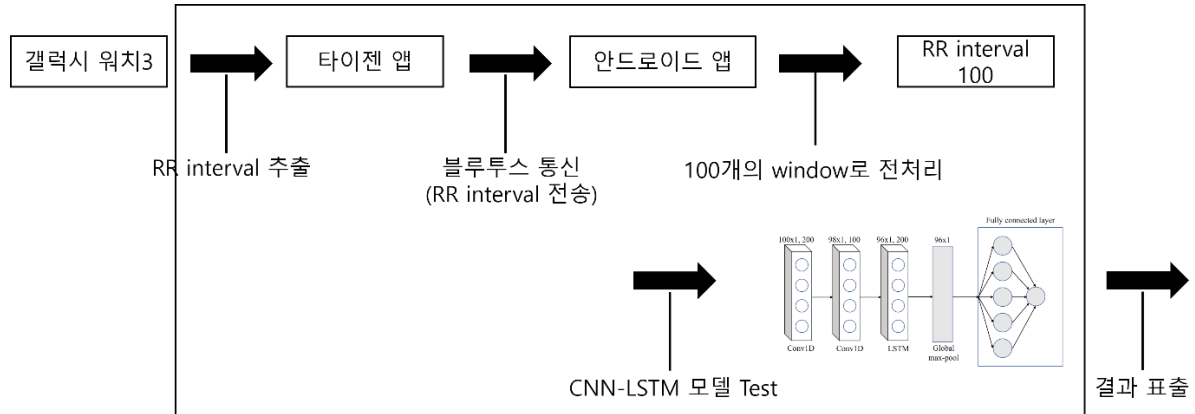 갤럭시 워치3
타이젠 앱
안드로이드 앱
RR interval
100
RR interval 추출
블루투스 통신
(RR interval 전송)
100개의 window로 전처리
Fully connected layer
100x1, 200
98x1, 100
96x1, 200
96x1
Conv1D
Conv1D
LSTM
Global
max-pool
CNN-LSTM 모델 Test
결과 표출